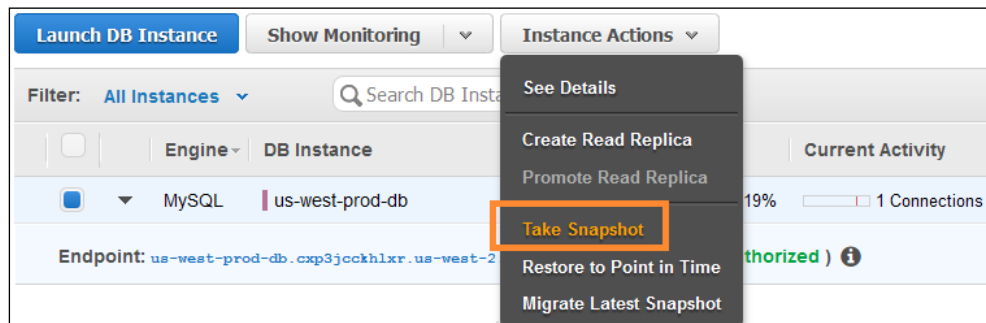 Launch DB Instance Show Monitoring Instance Actions
Filter: All Instances Search DB Insta
See Details
Create Read Replica
Engine DB Instance Current Activity
Promote Read Replica
MySQL us-west-prod-db 19% 1 Connections
Take Snapshot
Endpoint: us-west-prod-db.cxp3jcckhlxr.us-west-2 thorized )
Restore to Point in Time
Migrate Latest Snapshot